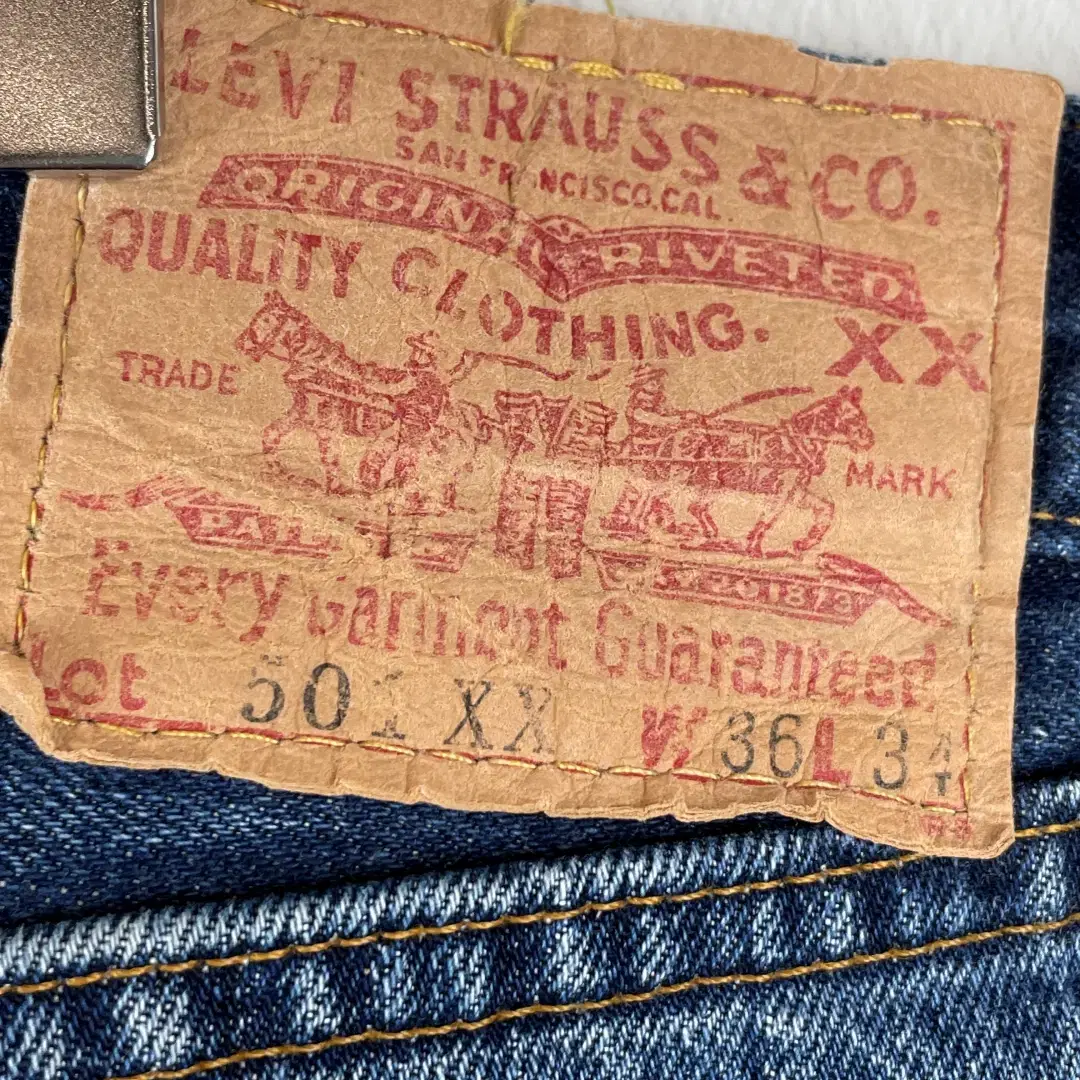 LEVI STRAUSS & CO.
SAN FRANCISCO.CAL.
ORIGINAL RIVETED
QUALITY CLOTHING.
XX
TRADE MARK
Every Garment Guaranteed
Lot 501 XX W 36 L 34